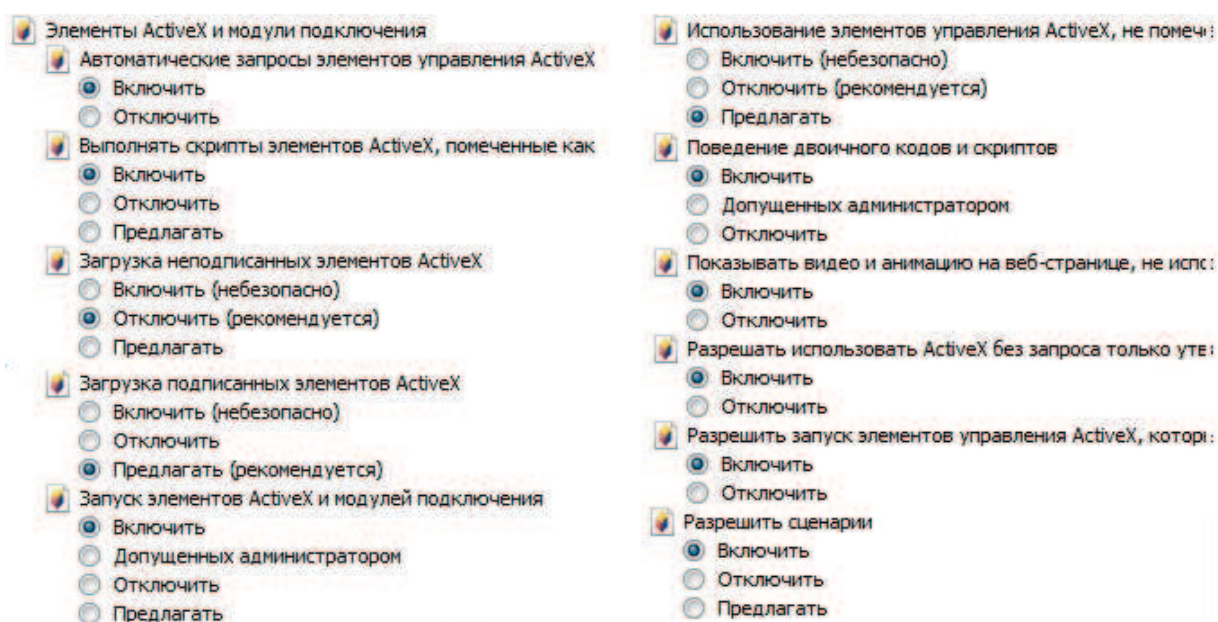 Элементы ActiveX и модули подключения
Автоматические запросы элементов управления ActiveX
Включить
Отключить
Выполнять скрипты элементов ActiveX, помеченные как
Включить
Отключить
Предлагать
Загрузка неподписанных элементов ActiveX
Включить (небезопасно)
Отключить (рекомендуется)
Предлагать
Загрузка подписанных элементов ActiveX
Включить (небезопасно)
Отключить
Предлагать (рекомендуется)
Запуск элементов ActiveX и модулей подключения
Включить
Допущенных администратором
Отключить
Предлагать
Использование элементов управления ActiveX, не
Включить (небезопасно)
Отключить (рекомендуется)
Предлагать
Поведение двоичного кодов и скриптов
Включить
Допущенных администратором
Отключить
Показывать видео и анимацию на веб-странице, не
Включить
Отключить
Разрешать использовать ActiveX без запроса только
Включить
Отключить
Разрешить запуск элементов управления ActiveX,
Включить
Отключить
Разрешить сценарии
Включить
Отключить
Предлагать